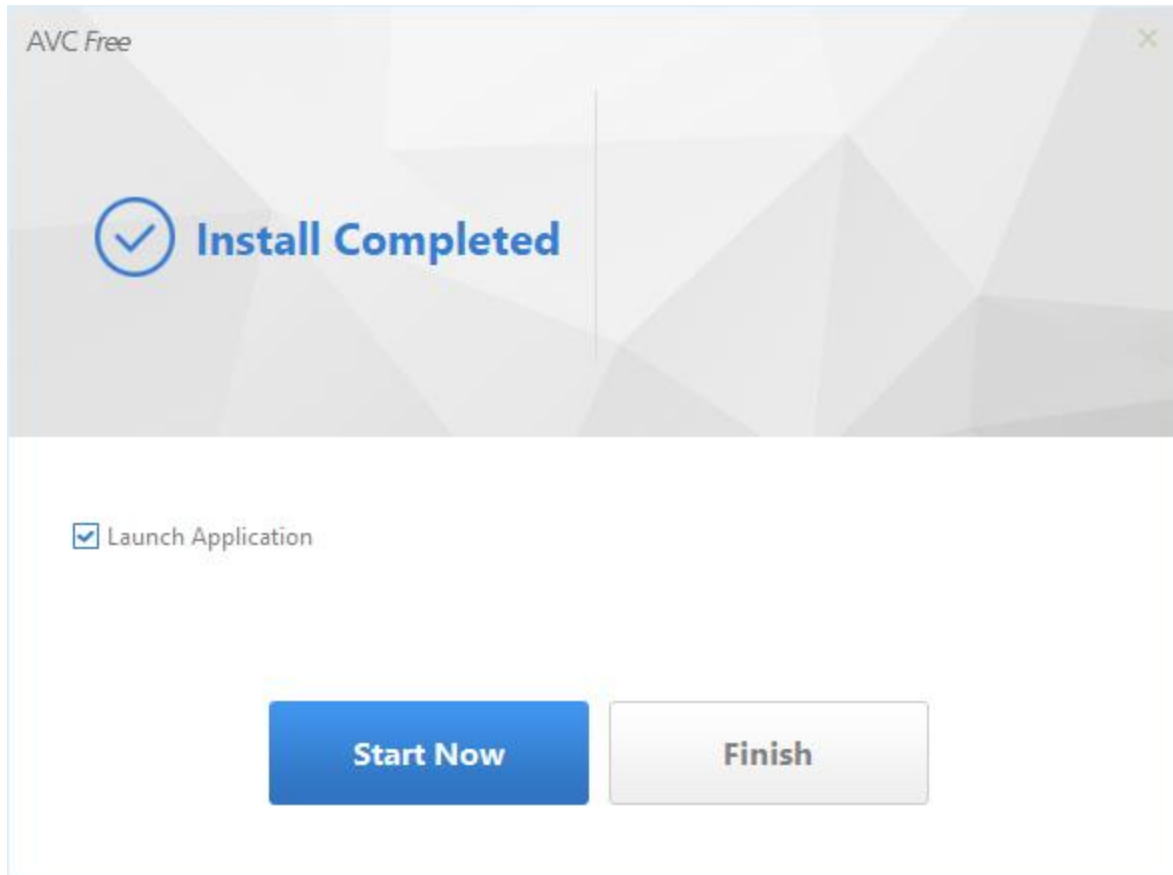 AVC Free
Install Completed
Launch Application
Start Now
Finish